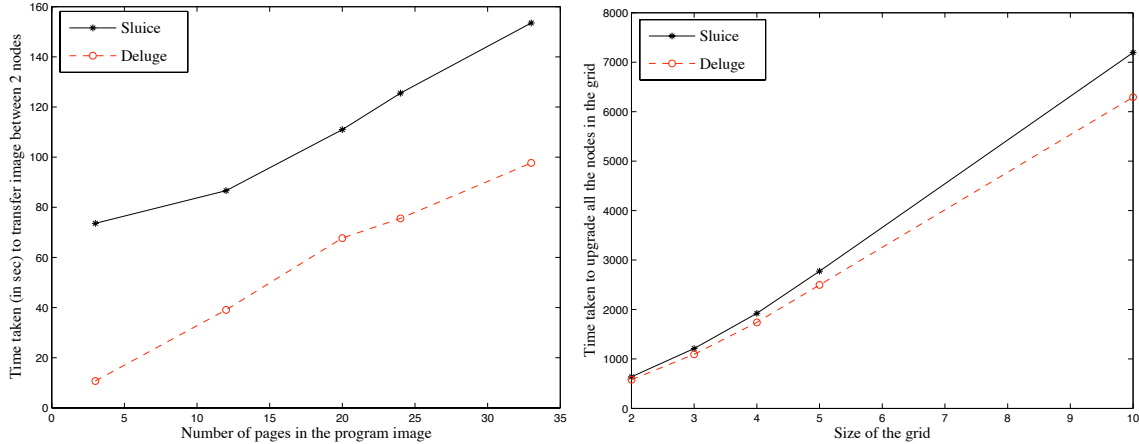 160
140
120
100
80
60
40
20
0
Time taken (in sec) to transfer image between 2 nodes
Sluice
Deluge
0 5 10 15 20 25 30 35
Number of pages in the program image
8000
7000
6000
5000
4000
3000
2000
1000
0
Time taken to upgrade all the nodes in the grid
Sluice
Deluge
2 3 4 5 6 7 8 9 10
Size of the grid